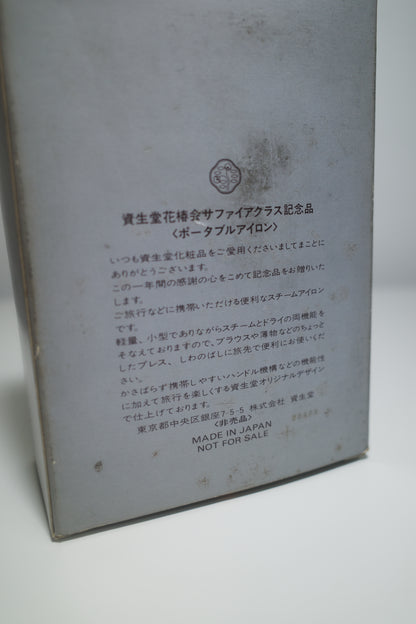 資生堂花椿会サファイアクラス記念品
〈ポータブルアイロン〉
いつも資生堂化粧品をご愛用くださいましてまことに
ありがとうございます。
この一年間の感謝の心をこめて記念品をお贈りいた
します。
ご旅行などに携帯いただける便利なスチームアイロン
です。
軽量、小型でありながらスチームとドライの両機能を
そなえておりますので、ブラウスや薄物などのちょっと
したプレス、しわのばしに旅先で便利にお使いくだ
さい。
かさばらず携帯しやすいハンドル機構などの機能性
に加えて旅行を楽しくする資生堂オリジナルデザイン
で仕上げております。
東京都中央区銀座7-5-5 株式会社 資生堂
〈非売品〉
MADE IN JAPAN
NOT FOR SALE